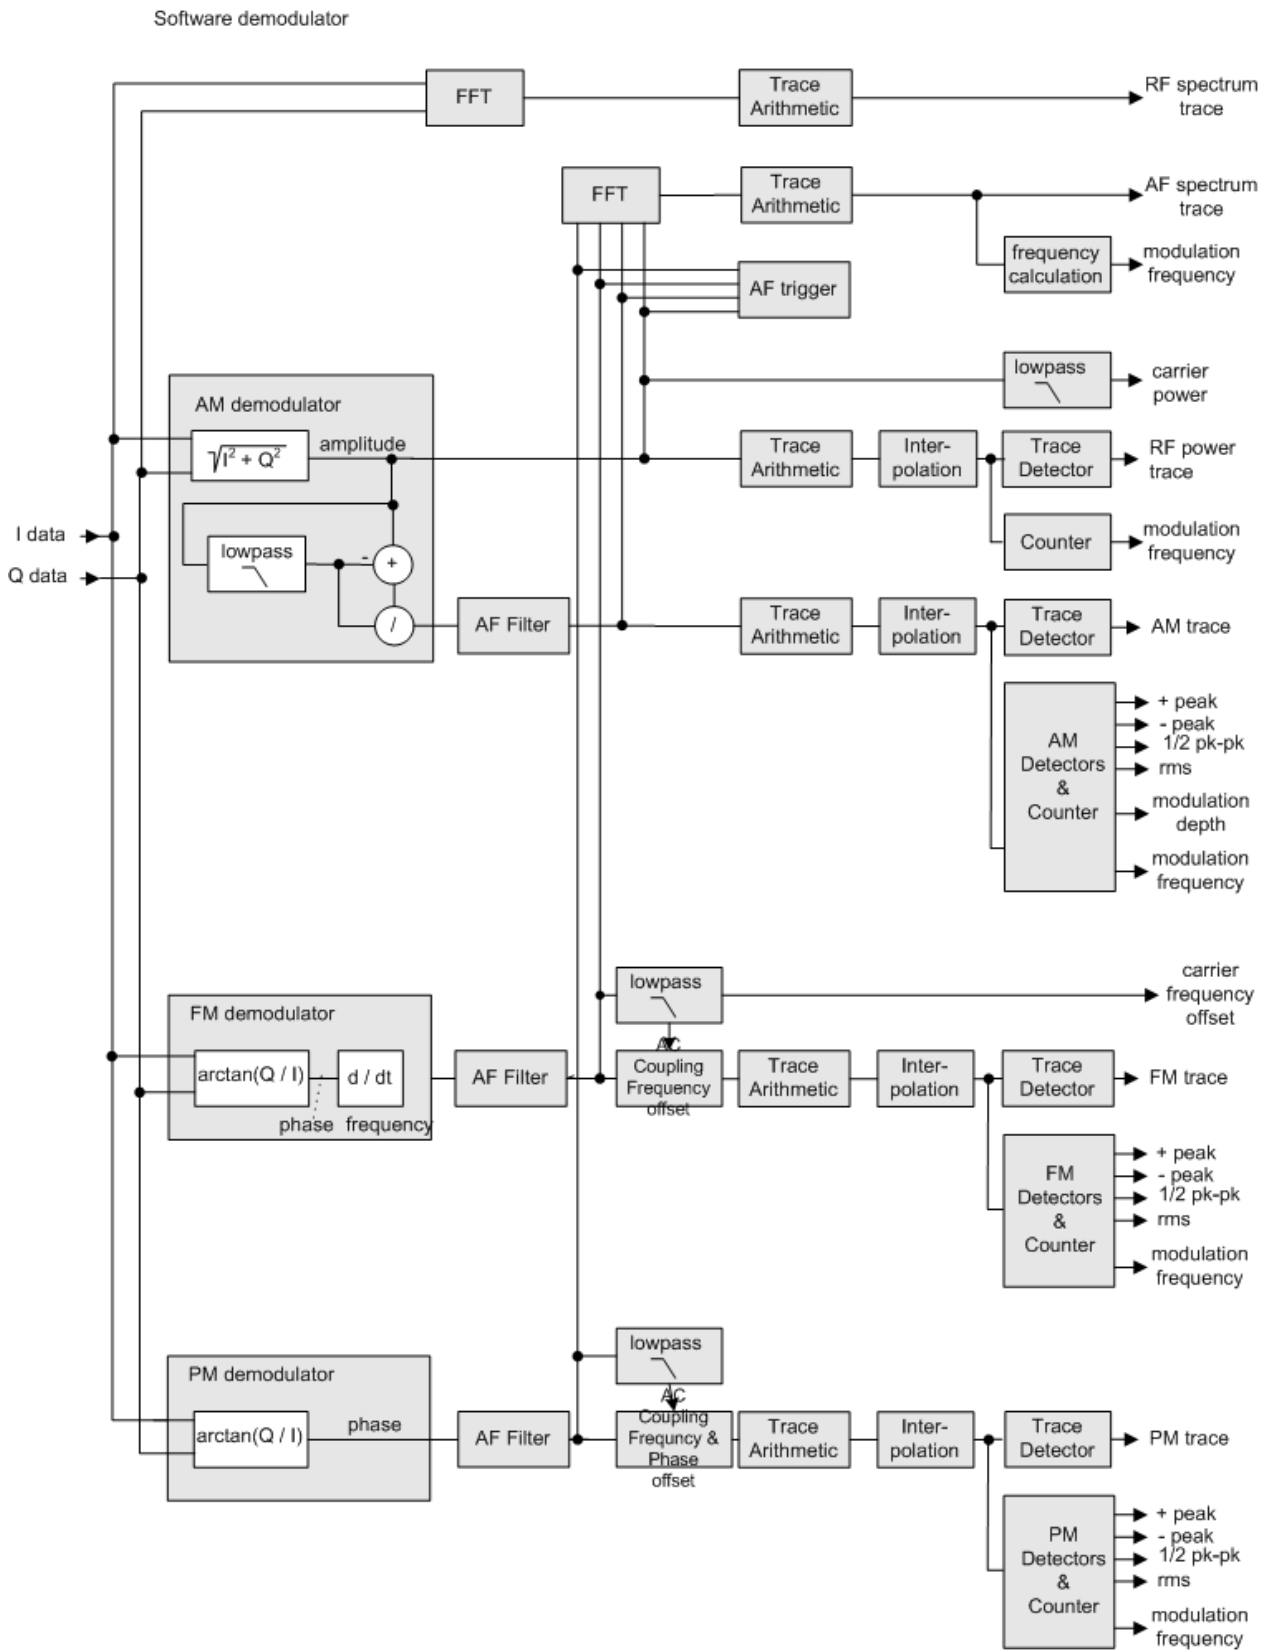 Software demodulator
FFT
Trace
Arithmetic
RF spectrum
trace
FFT
Trace
Arithmetic
AF spectrum
trace
frequency
calculation
modulation
frequency
AF trigger
lowpass
carrier
power
AM demodulator
√I² + Q²
amplitude
Trace
Arithmetic
Inter-
polation
Trace
Detector
RF power
trace
I data
Q data
lowpass
-
+
/
Counter
modulation
frequency
AF Filter
Trace
Arithmetic
Inter-
polation
Trace
Detector
AM trace
AM
Detectors
&
Counter
+ peak
- peak
1/2 pk-pk
rms
modulation
depth
modulation
frequency
lowpass
carrier
frequency
offset
FM demodulator
arctan(Q / I)
d / dt
phase
frequency
AF Filter
AC
Coupling
Frequency
offset
Trace
Arithmetic
Inter-
polation
Trace
Detector
FM trace
FM
Detectors
&
Counter
+ peak
- peak
1/2 pk-pk
rms
modulation
frequency
lowpass
PM demodulator
arctan(Q / I)
phase
AF Filter
AC
Coupling
Frequncy &
Phase
offset
Trace
Arithmetic
Inter-
polation
Trace
Detector
PM trace
PM
Detectors
&
Counter
+ peak
- peak
1/2 pk-pk
rms
modulation
frequency